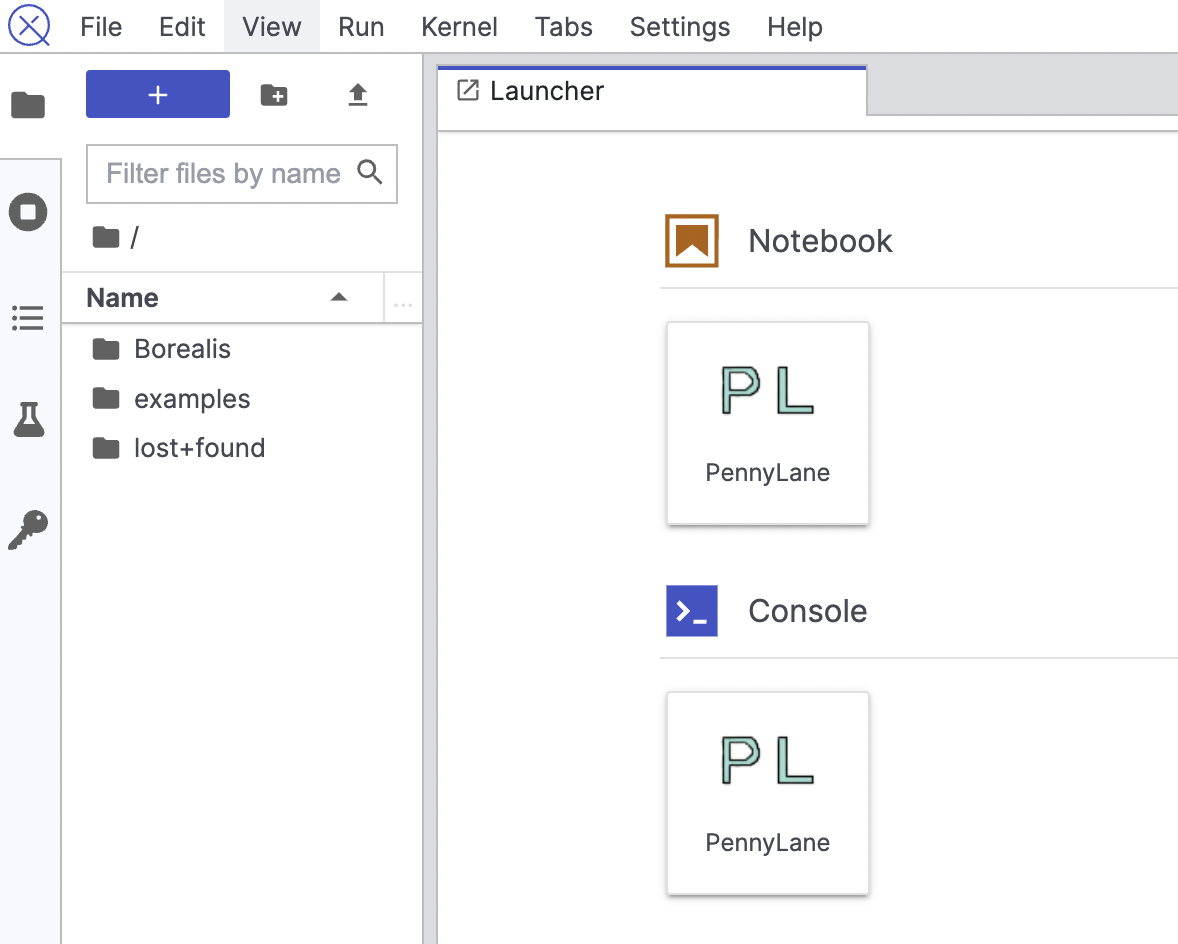 File Edit View Run Kernel Tabs Settings Help
+
Launcher
Filter files by name
/
Name
...
Borealis
examples
lost+found
Notebook
PL
PennyLane
Console
PL
PennyLane